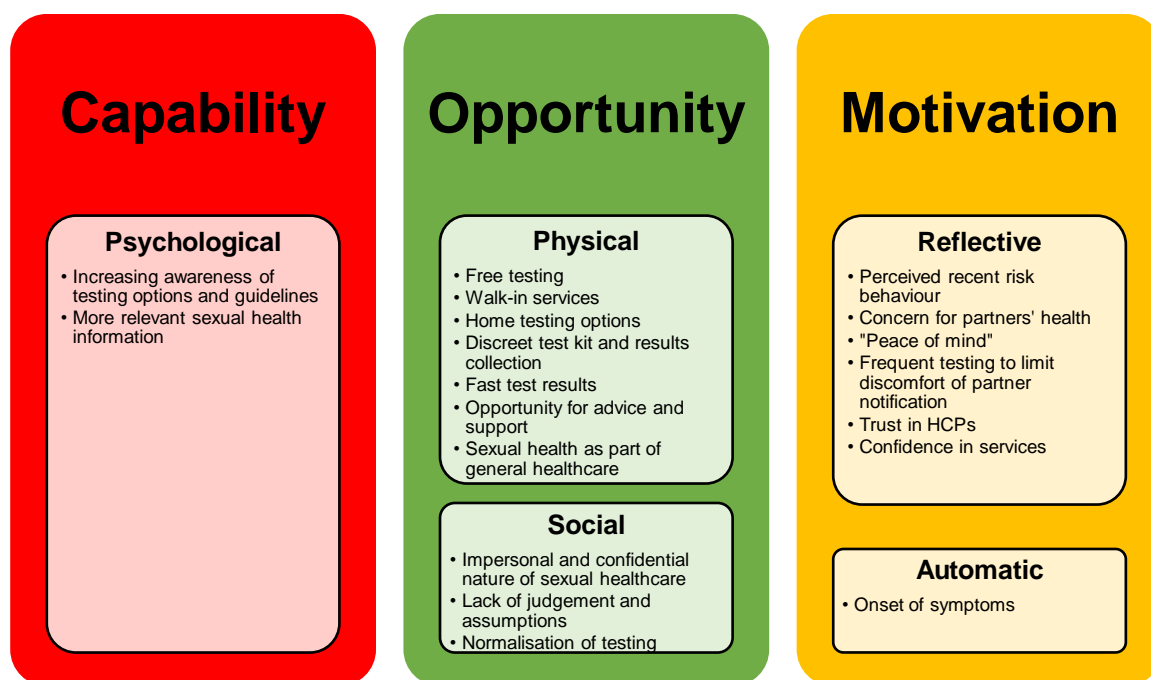 Capability
Psychological
• Increasing awareness of
testing options and guidelines
• More relevant sexual health
information
Opportunity
Physical
• Free testing
• Walk-in services
• Home testing options
• Discreet test kit and results
collection
• Fast test results
• Opportunity for advice and
support
• Sexual health as part of
general healthcare
Social
• Impersonal and confidential
nature of sexual healthcare
• Lack of judgement and
assumptions
• Normalisation of testing
Motivation
Reflective
• Perceived recent risk
behaviour
• Concern for partners' health
• "Peace of mind"
• Frequent testing to limit
discomfort of partner
notification
• Trust in HCPs
• Confidence in services
Automatic
• Onset of symptoms